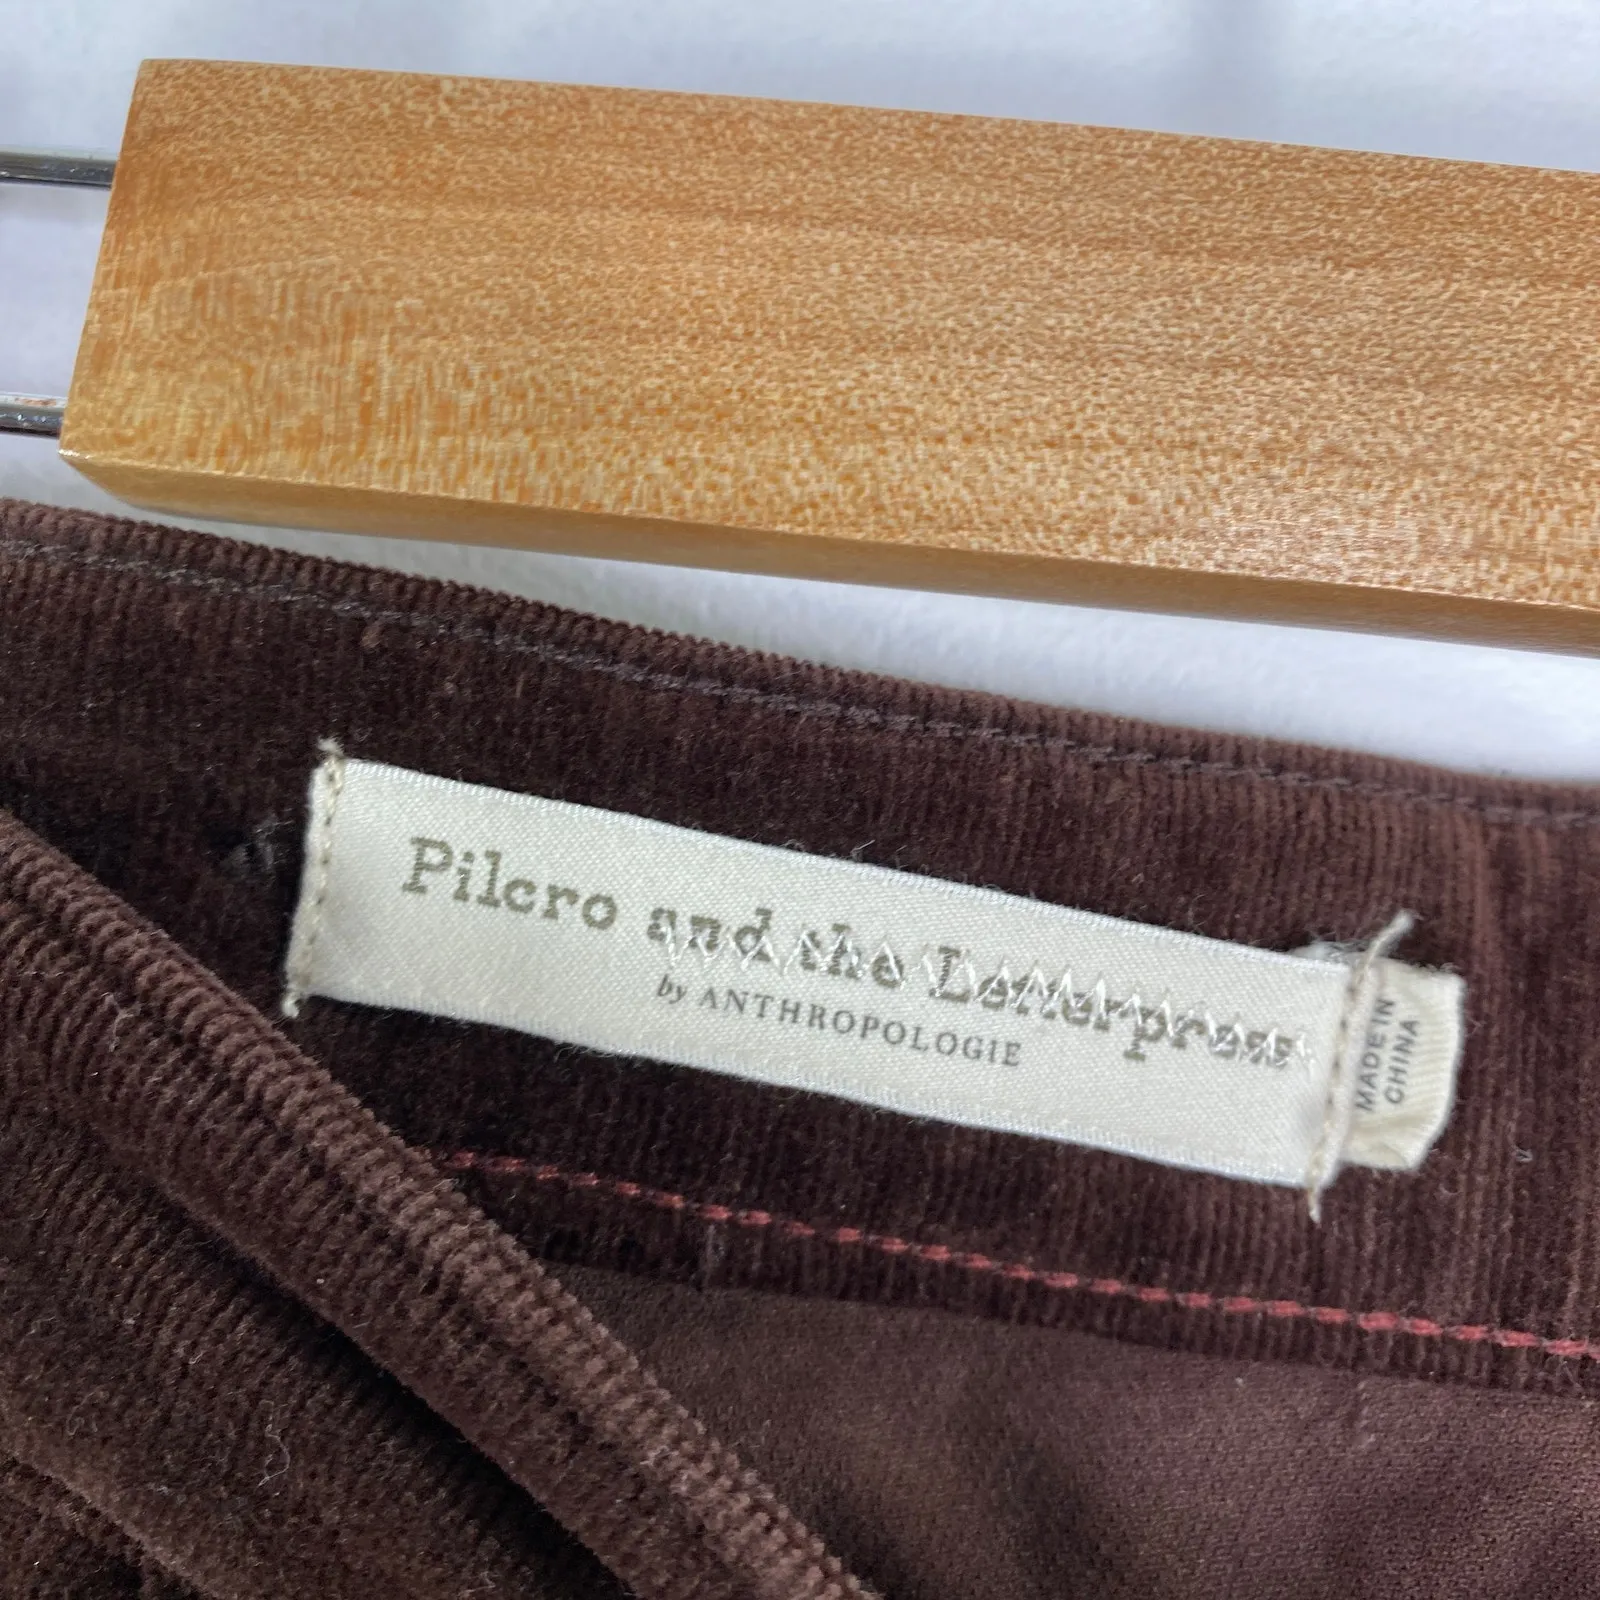 Pilcro and the Letterpress
by ANTHROPOLOGIE
MADE IN
CHINA